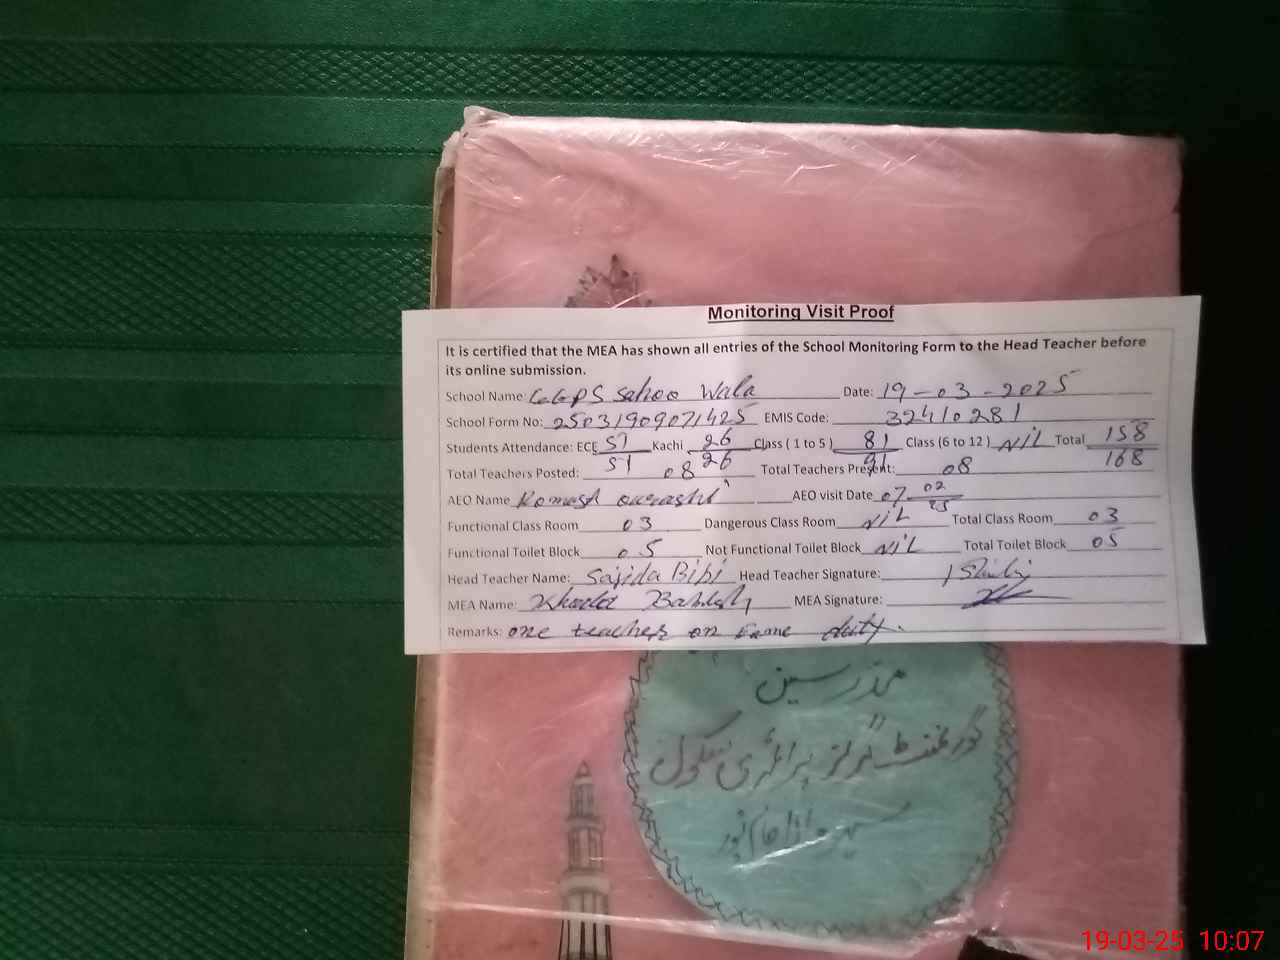 Monitoring Visit Proof
It is certified that the MEA has shown all entries of the School Monitoring Form to the Head Teacher before
its online submission.
School Name: GGPS Sahoo Wala Date: 19-03-2025
School Form No: 25031909071425 EMIS Code: 32410281
Students Attendance: ECE 51 Kachi 26 Class ( 1 to 5 ) 81 Class (6 to 12 ) NIL Total 158
51 26 91 168
Total Teachers Posted: 08 Total Teachers Present: 08
AEO Name AEO visit Date 07 02 25
Functional Class Room 03 Dangerous Class Room NIL Total Class Room 03
Functional Toilet Block 05 Not Functional Toilet Block NIL Total Toilet Block 05
Head Teacher Name: Sajida Bibi Head Teacher Signature:
MEA Name: MEA Signature:
Remarks: one teacher on duty.
مدرسین
گورنمنٹ گرلز پرائمری سکول
19-03-25 10:07